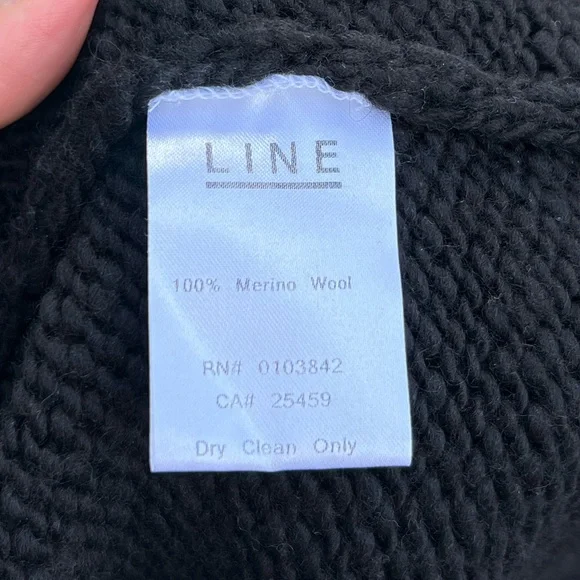 LINE
100% Merino Wool
RN# 0103842
CA# 25459
Dry Clean Only